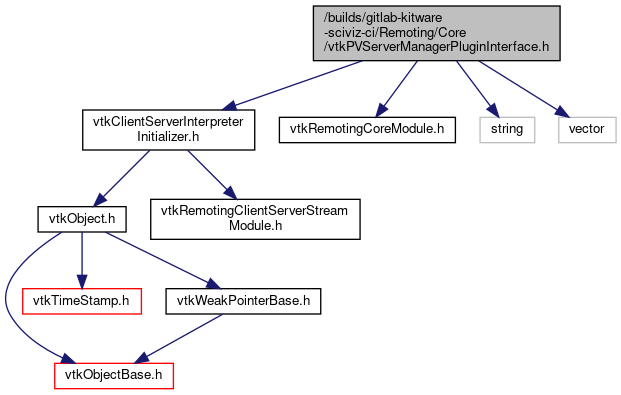 /builds/gitlab-kitware
-sciviz-ci/Remoting/Core
/vtkPVServerManagerPluginInterface.h
vtkClientServerInterpreter
Initializer.h
vtkRemotingCoreModule.h
string
vector
vtkObject.h
vtkRemotingClientServerStream
Module.h
vtkTimeStamp.h
vtkWeakPointerBase.h
vtkObjectBase.h